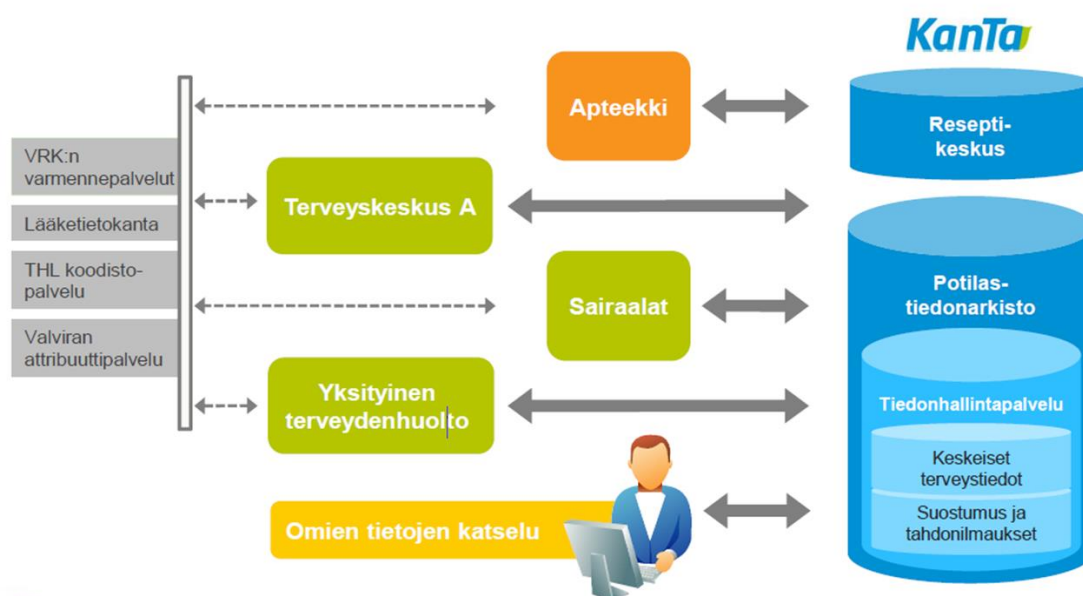 KanTa
Apteekki
Resepti-
keskus
VRK:n
varmennepalvelut
Lääketietokanta
THL koodisto-
palvelu
Valviran
attribuuttipalvelu
Terveyskeskus A
Sairaalat
Potilas-
tiedonarkisto
Yksityinen
terveydenhuolto
Tiedonhallintapalvelu
Keskeiset
terveystiedot
Suostumus ja
tahdonilmaukset
Omien tietojen katselu